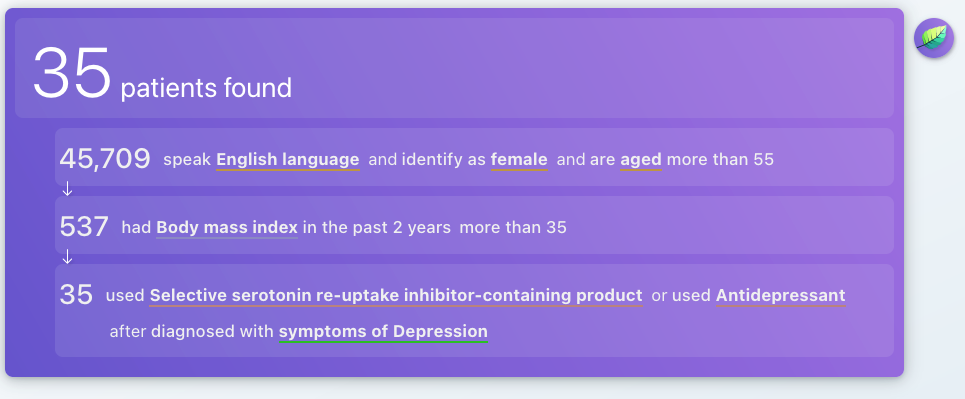 35 patients found
45,709 speak English language and identify as female and are aged more than 55
↓
537 had Body mass index in the past 2 years more than 35
↓
35 used Selective serotonin re-uptake inhibitor-containing product or used Antidepressant
after diagnosed with symptoms of Depression